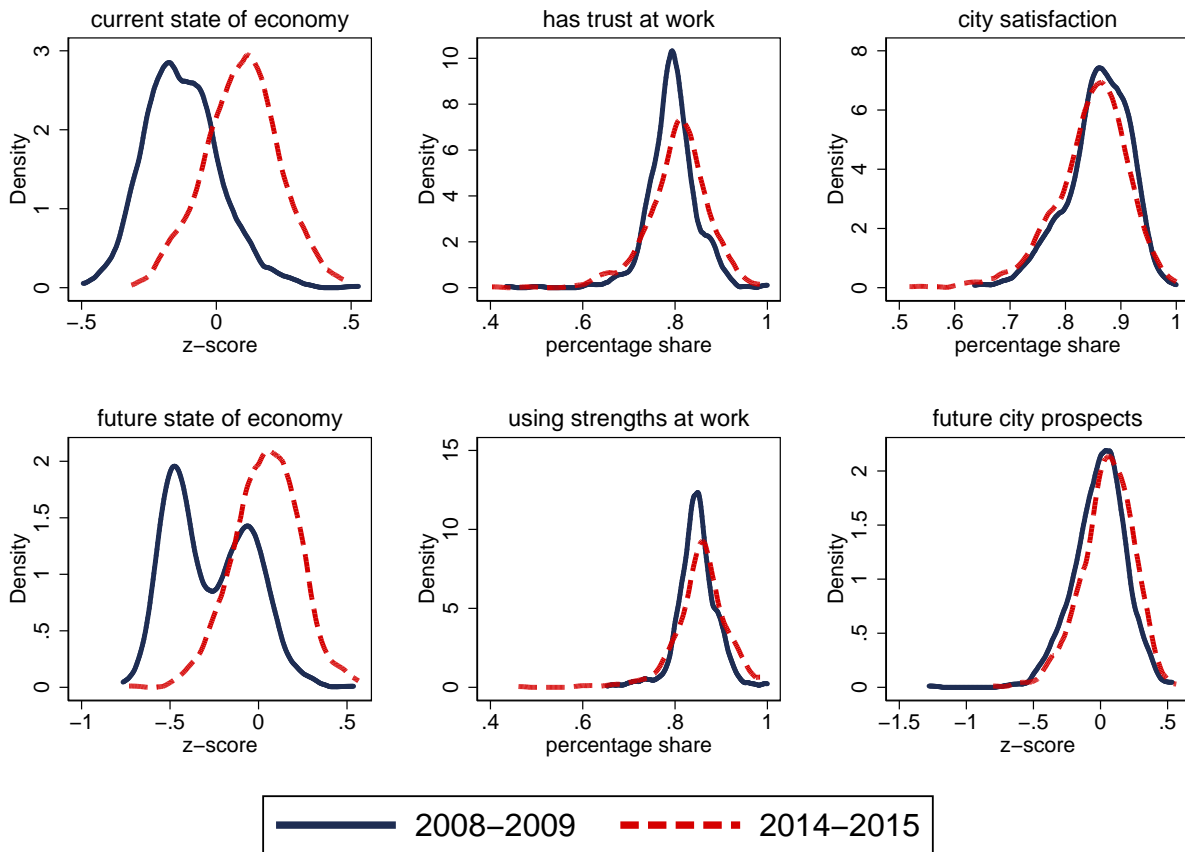 current state of economy
Density
0 1 2 3
−.5 0 .5
z−score
has trust at work
Density
0 2 4 6 8 10
.4 .6 .8 1
percentage share
city satisfaction
Density
0 2 4 6 8
.5 .6 .7 .8 .9 1
percentage share
future state of economy
Density
0 .5 1 1.5 2
−1 −.5 0 .5
z−score
using strengths at work
Density
0 5 10 15
.4 .6 .8 1
percentage share
future city prospects
Density
0 .5 1 1.5 2
−1.5 −1 −.5 0 .5
z−score
2008−2009 2014−2015